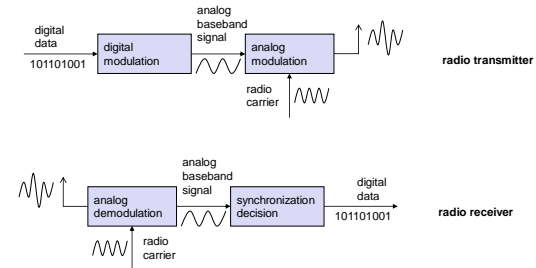 analog
baseband
signal
digital
data
101101001
digital
modulation
analog
modulation
radio
carrier
radio transmitter
analog
baseband
signal
digital
data
101101001
analog
demodulation
synchronization
decision
radio
carrier
radio receiver